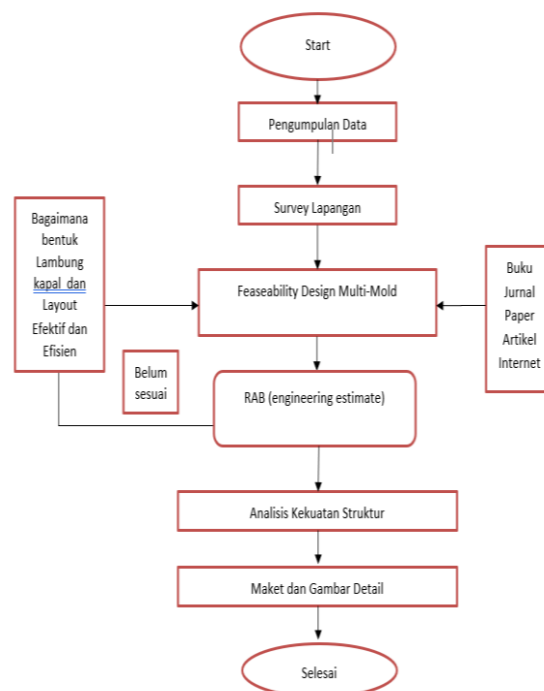 Start
Pengumpulan Data
Survey Lapangan
Bagaimana
bentuk
Lambung
kapal dan
Layout
Efektif dan
Efisien
Feaseability Design Multi-Mold
Buku
Jurnal
Paper
Artikel
Internet
Belum
sesuai
RAB (engineering estimate)
Analisis Kekuatan Struktur
Maket dan Gambar Detail
Selesai